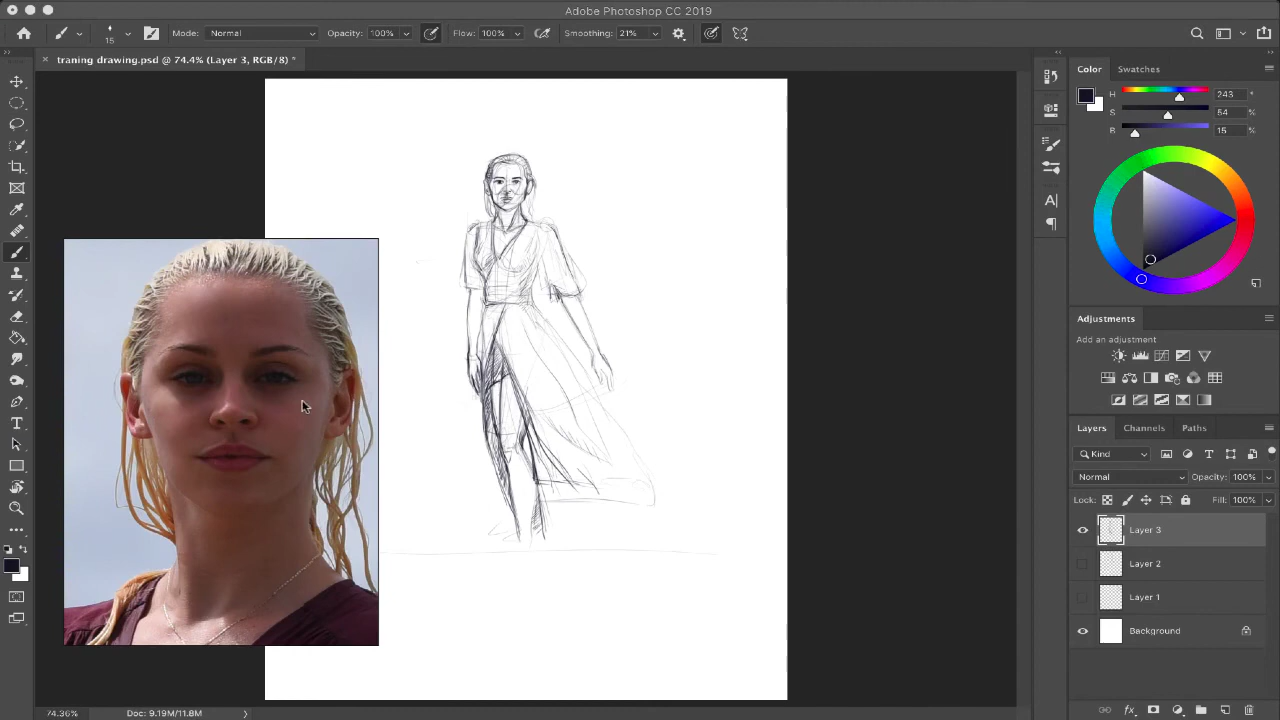 Adobe Photoshop CC 2019
15
Mode: Normal
Opacity: 100%
Flow: 100%
Smoothing: 21%
traning drawing.psd @ 74.4% (Layer 3, RGB/8) *
Color
Swatches
H 243 °
S 54 %
B 15 %
Adjustments
Add an adjustment
Layers
Channels
Paths
Kind
Normal
Opacity: 100%
Lock:
Fill: 100%
Layer 3
Layer 2
Layer 1
Background
74.36%
Doc: 9.19M/11.8M